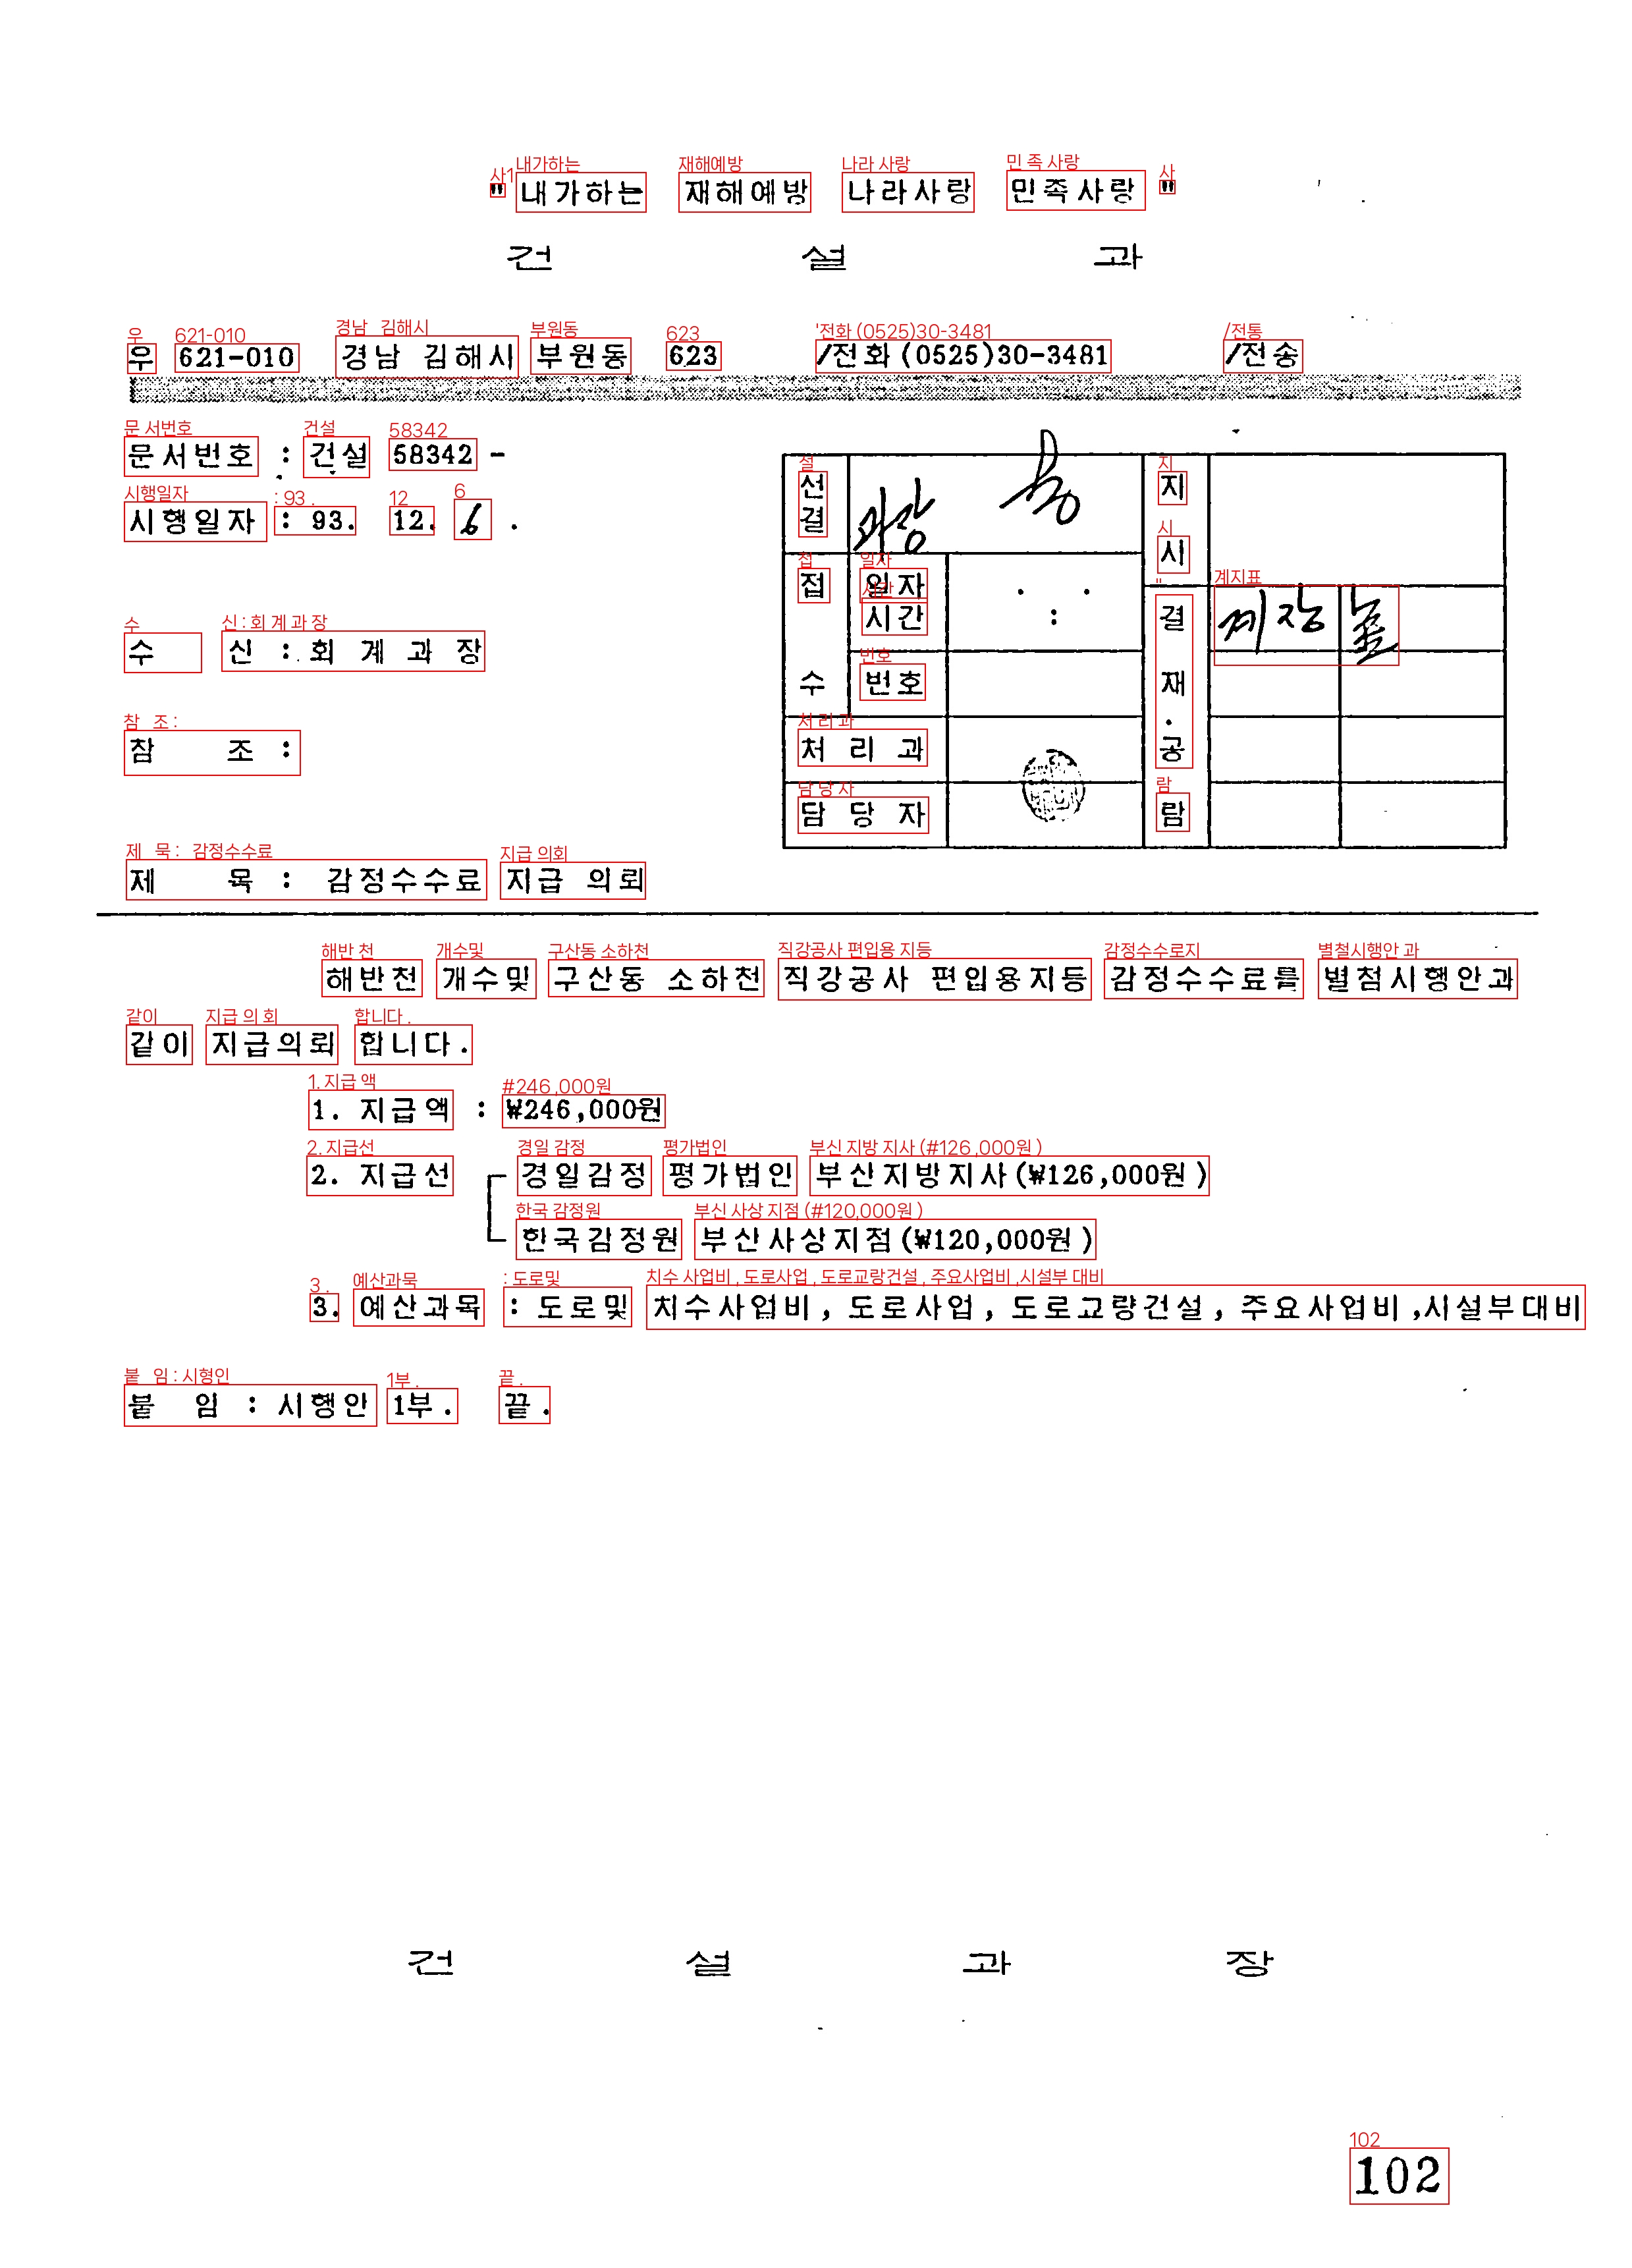 " 내가하는 재해예방 나라사랑 민족사랑 "
건 설 과
우 621-010 경남 김해시 부원동 623 /전화 (0525)30-3481 /전송
문서번호 : 건설 58342 -
시행일자 : 93. 12. 6 .
수 신 : 회 계 과 장
참 조 :
선결 과장
지시
접수 일자 . .
시간 :
번호
처 리 과
담 당 자
결재·공람 계장
제 목 : 감정수수료 지급 의뢰
해반천 개수및 구산동 소하천 직강공사 편입용지등 감정수수료를 별첨시행안과
같이 지급의뢰 합니다.
1. 지급액 : ₩246,000원
2. 지급선 경일감정 평가법인 부산지방지사 (₩126,000원 )
한국감정원 부산사상지점 (₩120,000원 )
3. 예산과목 : 도로및 치수사업비 , 도로사업 , 도로교량건설 , 주요사업비 ,시설부대비
붙 임 : 시행안 1부 . 끝 .
건 설 과 장
102